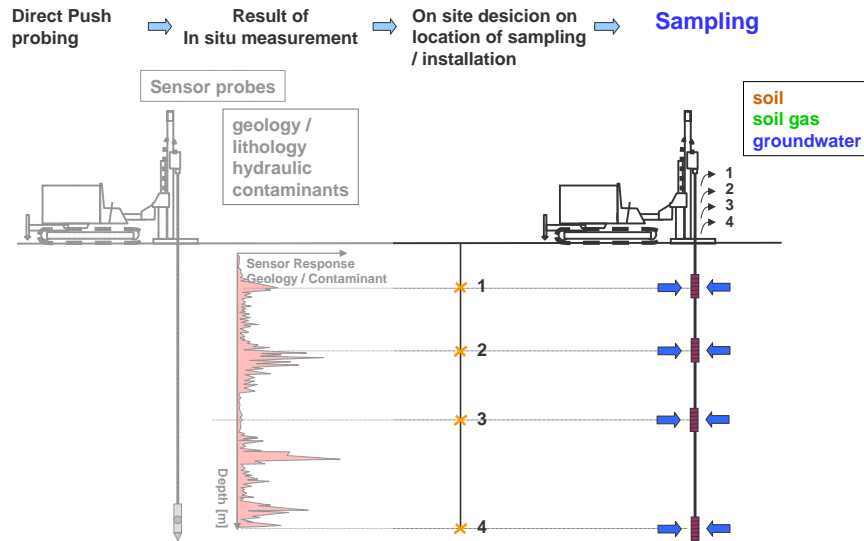 Direct Push
probing
Result of
In situ measurement
On site desicion on
location of sampling
/ installation
Sampling
Sensor probes
geology /
lithology
hydraulic
contaminants
soil
soil gas
groundwater
1
2
3
4
Sensor Response
Geology / Contaminant
Depth [m]
1
2
3
4